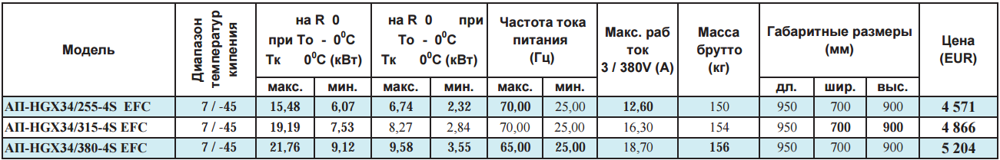 Модель Диапазон температур кипения на R 0 при To - 0⁰C Тк 0⁰C (кВт) на R 0 при To - 0⁰C Тк 0⁰C (кВт) Частота тока питания (Гц) Макс. раб ток 3 / 380V (A) Масса брутто (кг) Габаритные размеры (мм) Цена (EUR)
макс. мин. макс. мин. макс. мин. дл. шир. выс.
АП-HGX34/255-4S EFC 7 / -45 15,48 6,07 6,74 2,32 70,00 25,00 12,60 150 950 700 900 4 571
АП-HGX34/315-4S EFC 7 / -45 19,19 7,53 8,27 2,84 70,00 25,00 16,30 154 950 700 900 4 866
АП-HGX34/380-4S EFC 7 / -45 21,76 9,12 9,58 3,55 65,00 25,00 18,70 156 950 700 900 5 204